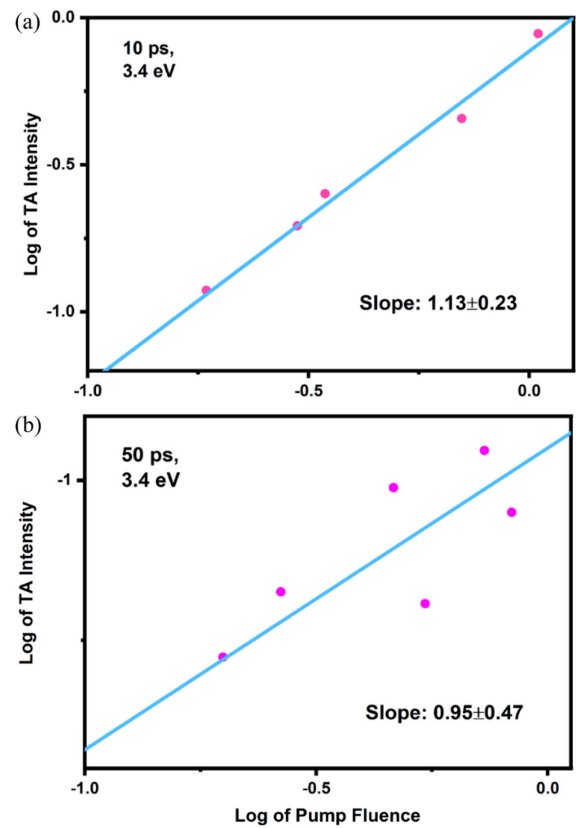 (a)
0.0
10 ps,
3.4 eV
-0.5
Log of TA Intensity
-1.0
Slope: 1.13±0.23
-1.0
-0.5
0.0
(b)
50 ps,
3.4 eV
-1
Log of TA Intensity
Slope: 0.95±0.47
-1.0
-0.5
0.0
Log of Pump Fluence